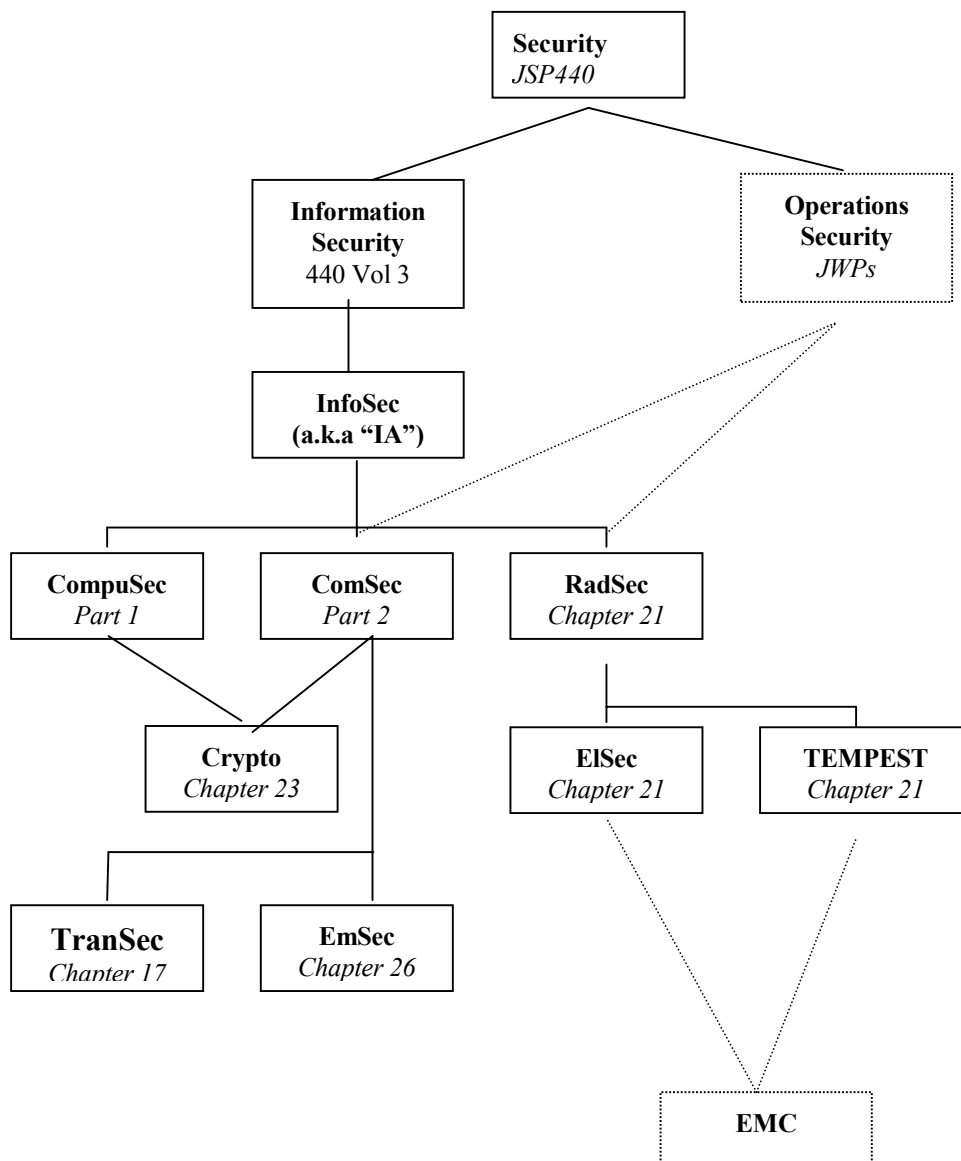 Security
JSP440
Information
Security
440 Vol 3
Operations
Security
JWPs
InfoSec
(a.k.a “IA”)
CompuSec
Part 1
ComSec
Part 2
RadSec
Chapter 21
Crypto
Chapter 23
ElSec
Chapter 21
TEMPEST
Chapter 21
TranSec
Chapter 17
EmSec
Chapter 26
EMC